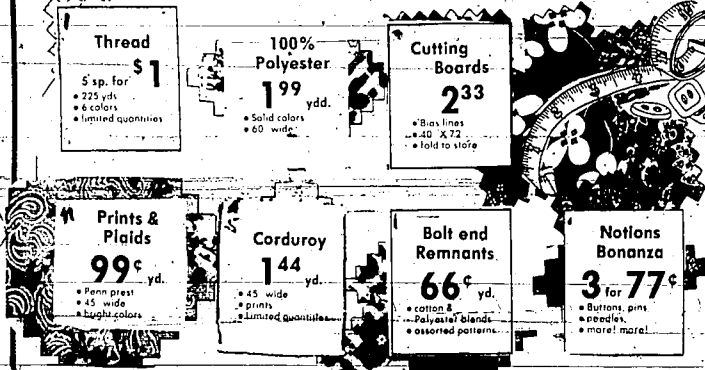 Thread
5 sp. for $1
• 225 yds
• 6 colors
• limited quantities
100%
Polyester
1 99 ydd.
• Solid colors
• 60 wide
Cutting
Boards
2 33
• Bias lines
• 40 X 72
• fold to store
Prints &
Plaids
99¢ yd.
• Penn prest
• 45 wide
• bright colors
Corduroy
1 44 yd.
• 45 wide
• prints
• Limited quantities
Bolt end
Remnants
66¢ yd.
• cotton &
Polyester blends
• assorted patterns
Notions
Bonanza
3 for 77¢
• Buttons, pins
• needles,
• more! more!